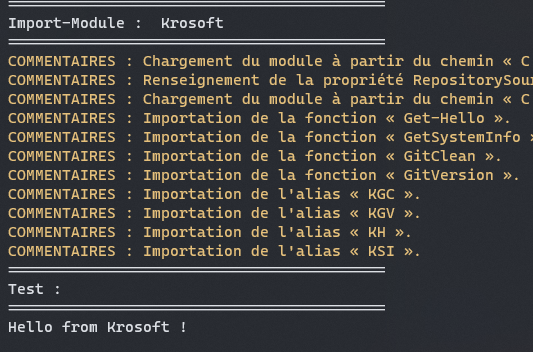 Import-Module :  Krosoft
COMMENTAIRES : Chargement du module à partir du chemin « C
COMMENTAIRES : Renseignement de la propriété RepositorySour
COMMENTAIRES : Chargement du module à partir du chemin « C
COMMENTAIRES : Importation de la fonction « Get-Hello ».
COMMENTAIRES : Importation de la fonction « GetSystemInfo »
COMMENTAIRES : Importation de la fonction « GitClean ».
COMMENTAIRES : Importation de la fonction « GitVersion ».
COMMENTAIRES : Importation de l'alias « KGC ».
COMMENTAIRES : Importation de l'alias « KGV ».
COMMENTAIRES : Importation de l'alias « KH ».
COMMENTAIRES : Importation de l'alias « KSI ».
Test :
Hello from Krosoft !